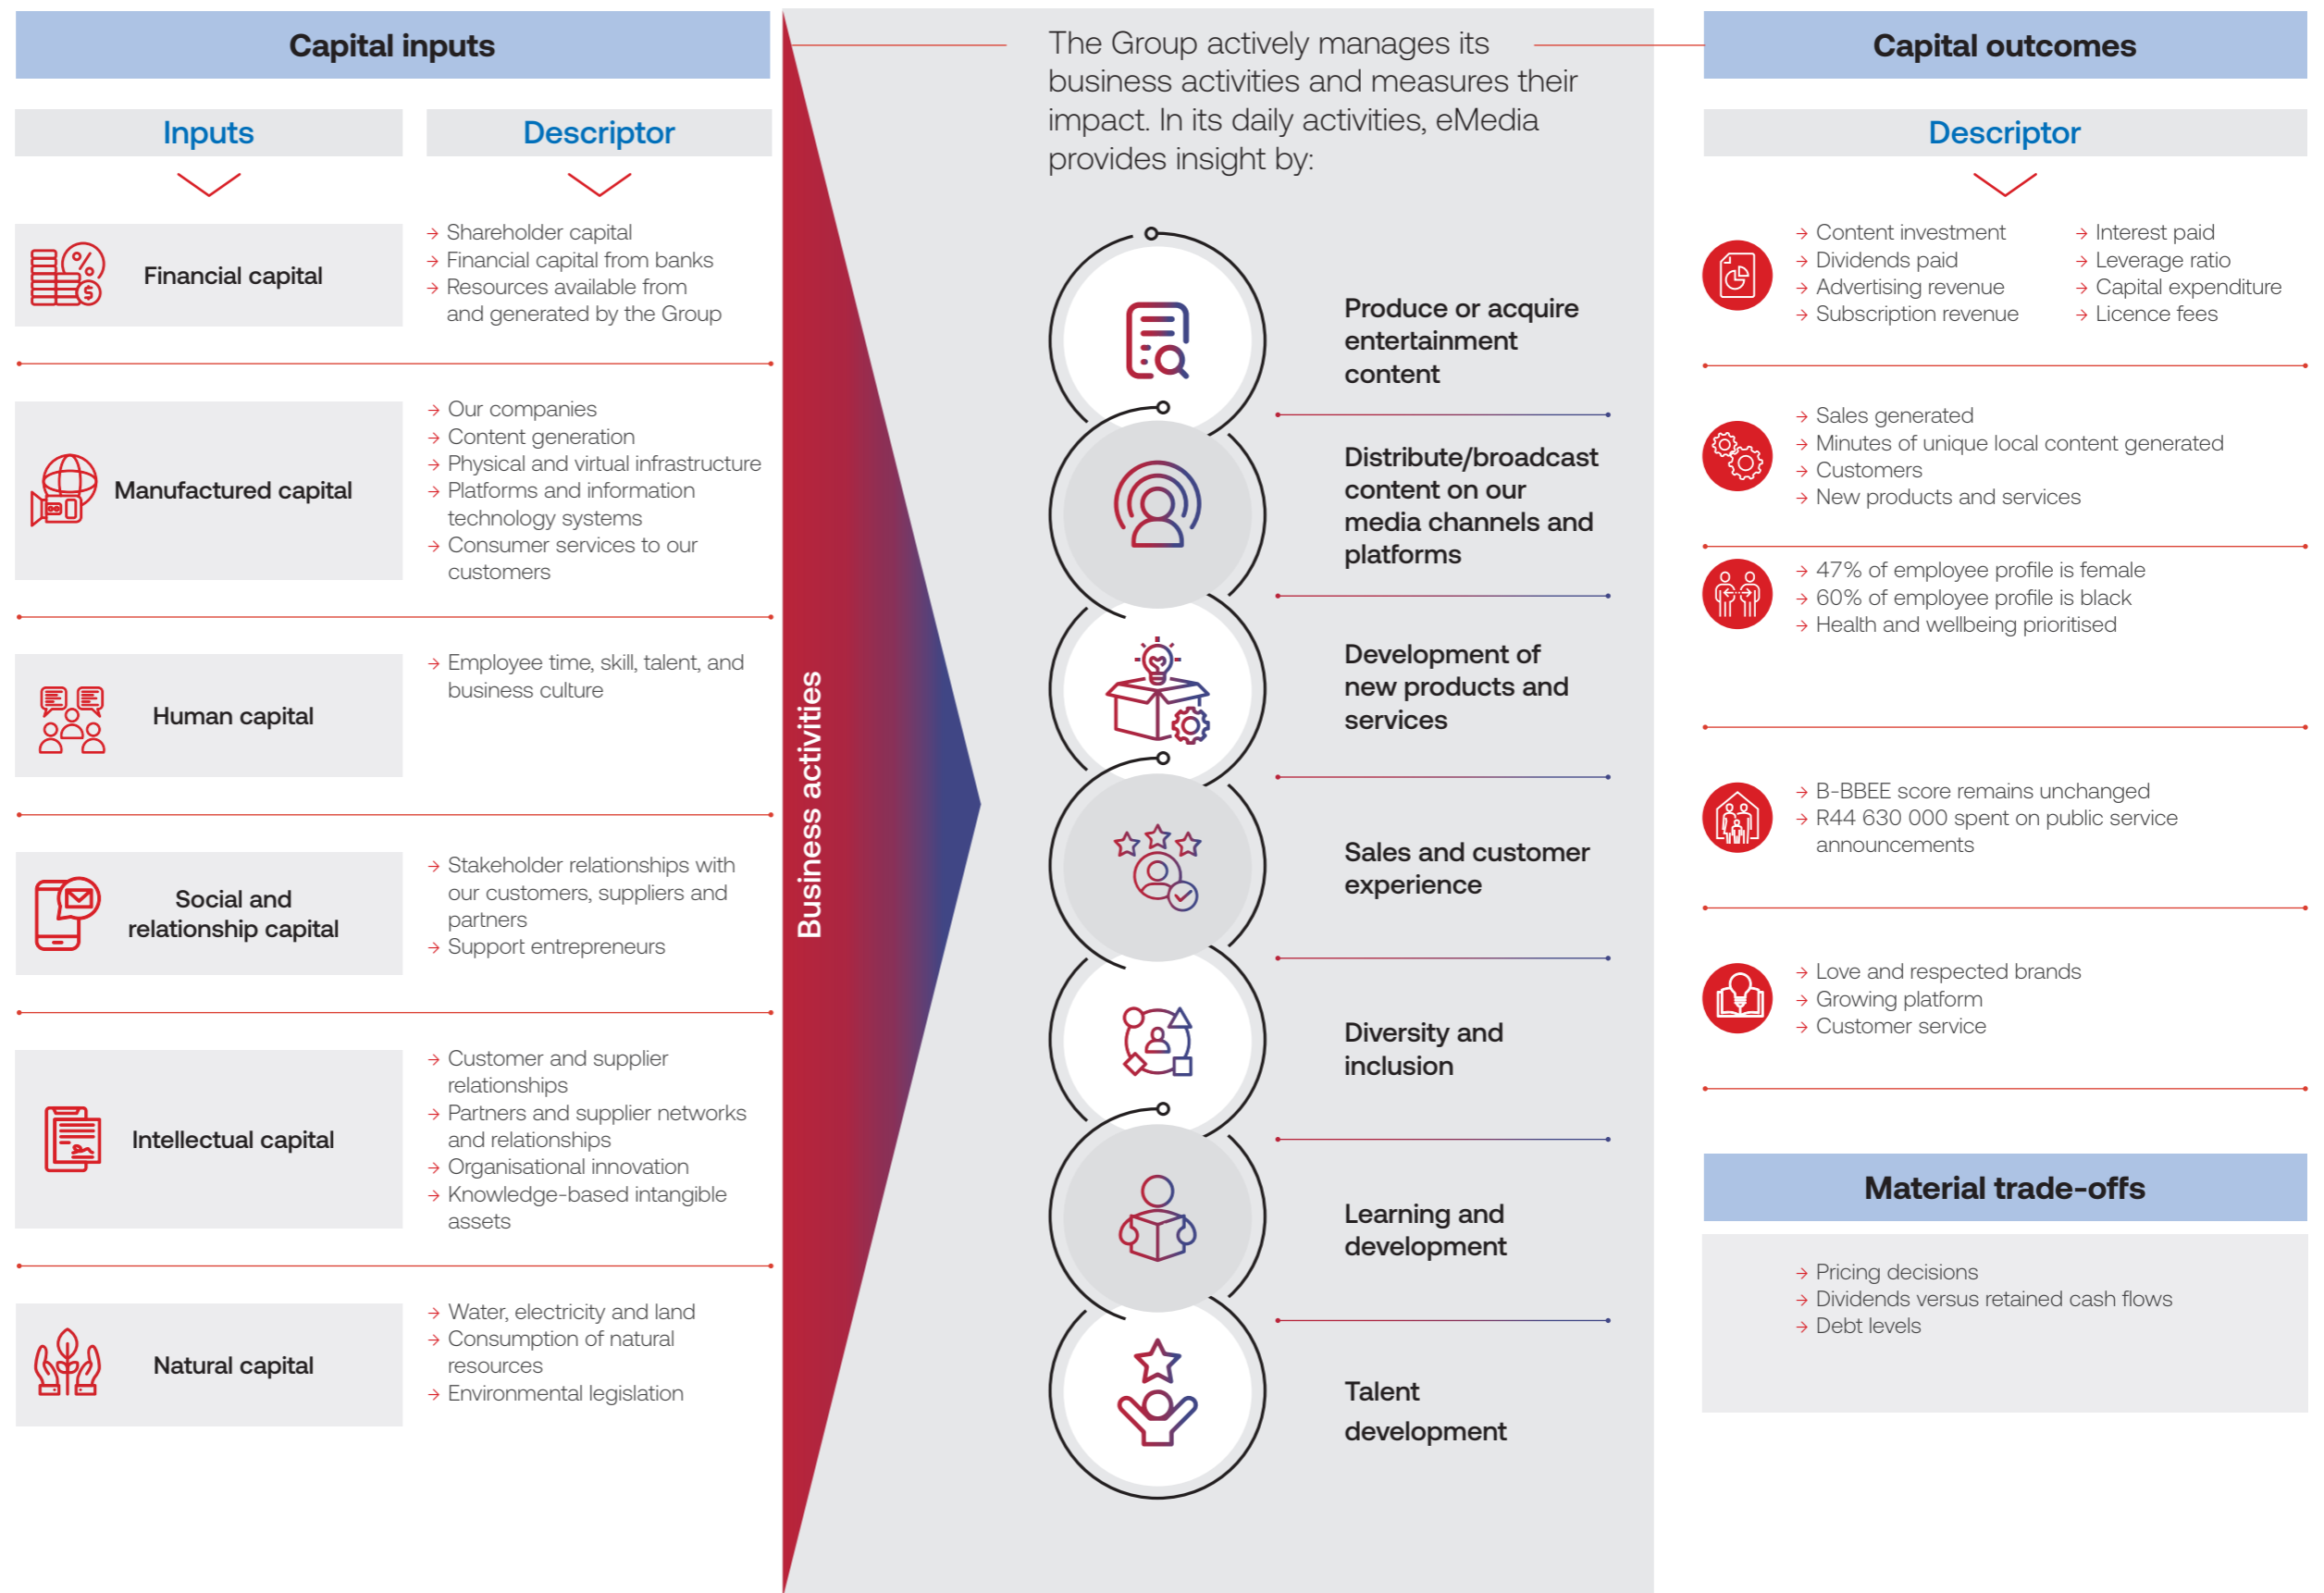 Capital inputs
Inputs
Descriptor
Financial capital
→ Shareholder capital
→ Financial capital from banks
→ Resources available from
and generated by the Group
Manufactured capital
→ Our companies
→ Content generation
→ Physical and virtual infrastructure
→ Platforms and information
technology systems
→ Consumer services to our
customers
Human capital
→ Employee time, skill, talent, and
business culture
Social and
relationship capital
→ Stakeholder relationships with
our customers, suppliers and
partners
→ Support entrepreneurs
Intellectual capital
→ Customer and supplier
relationships
→ Partners and supplier networks
and relationships
→ Organisational innovation
→ Knowledge-based intangible
assets
Natural capital
→ Water, electricity and land
→ Consumption of natural
resources
→ Environmental legislation
Business activities
The Group actively manages its
business activities and measures their
impact. In its daily activities, eMedia
provides insight by:
Produce or acquire
entertainment
content
Distribute/broadcast
content on our
media channels and
platforms
Development of
new products and
services
Sales and customer
experience
Diversity and
inclusion
Learning and
development
Talent
development
Capital outcomes
Descriptor
→ Content investment
→ Dividends paid
→ Advertising revenue
→ Subscription revenue
→ Interest paid
→ Leverage ratio
→ Capital expenditure
→ Licence fees
→ Sales generated
→ Minutes of unique local content generated
→ Customers
→ New products and services
→ 47% of employee profile is female
→ 60% of employee profile is black
→ Health and wellbeing prioritised
→ B-BBEE score remains unchanged
→ R44 630 000 spent on public service
announcements
→ Love and respected brands
→ Growing platform
→ Customer service
Material trade-offs
→ Pricing decisions
→ Dividends versus retained cash flows
→ Debt levels